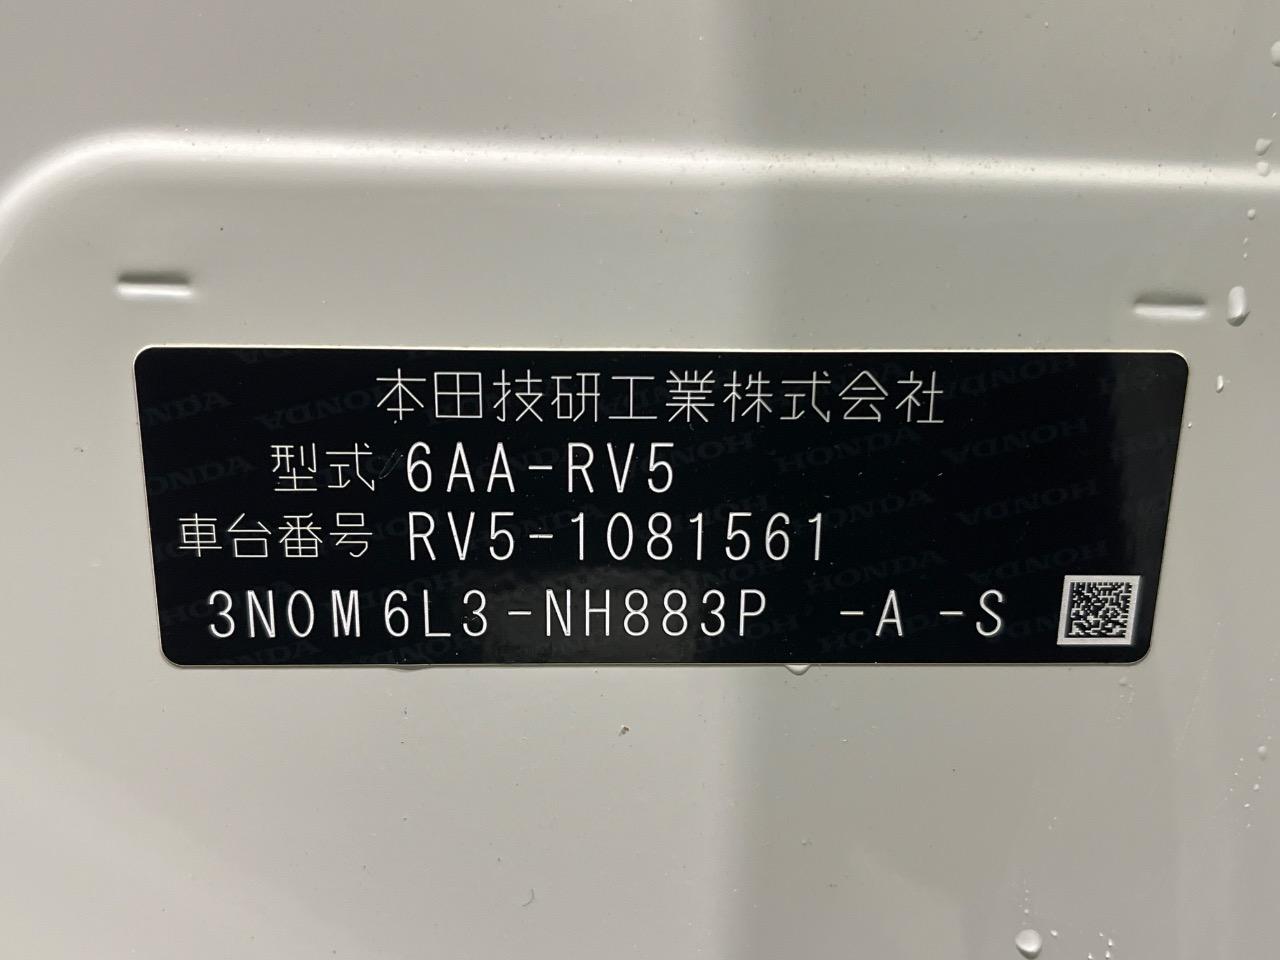 本田技研工業株式会社
型式 6AA-RV5
車台番号 RV5-1081561
3N0M6L3-NH883P -A -S